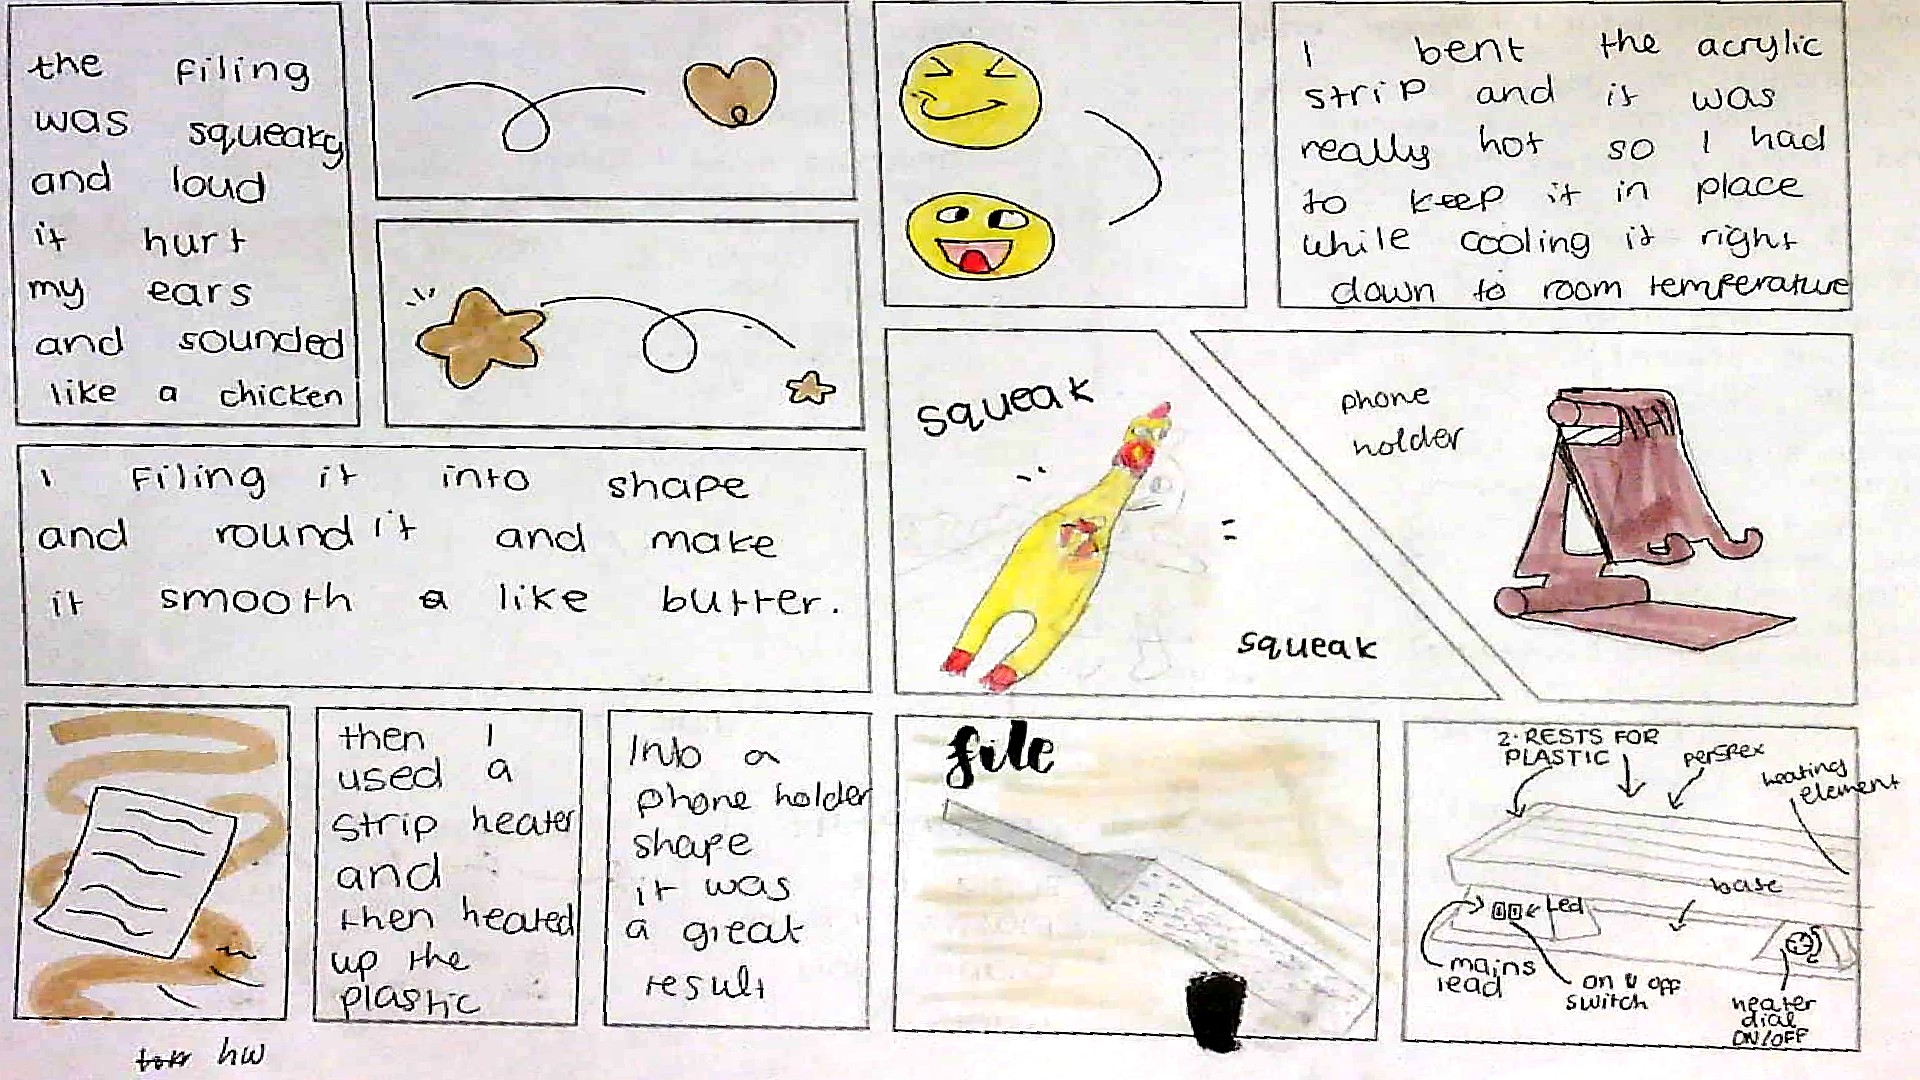 the filing
was squeaky
and loud
it hurt
my ears
and sounded
like a chicken
I bent the acrylic
strip and it was
really hot so I had
to keep it in place
while cooling it right
down to room temperature
I Filing it into shape
and round it and make
it smooth a like butter.
squeak
=
squeak
phone
holder
then I
used a
strip heater
and
then heated
up the
plastic
Into a
phone holder
shape
it was
a great
result
file
2. RESTS FOR
PLASTIC
persrex
heating
element
base
Led
mains
lead
on & off
switch
heater
dial
ON/OFF
hw